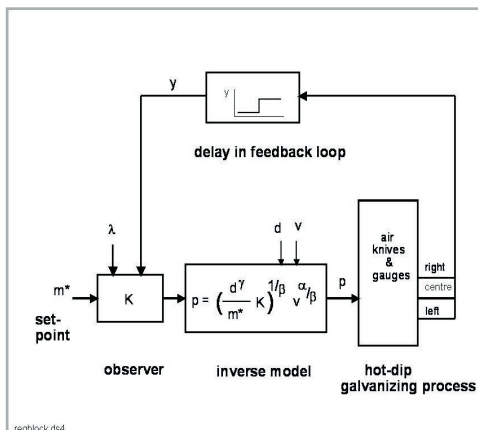 y
y
delay in feedback loop
λ
d v
m*
K
p = ( d^γ / m* K )^1/β v^α/β
p
air
knives
&
gauges
right
centre
left
set-
point
observer
inverse model
hot-dip
galvanizing process
regblock.ds4